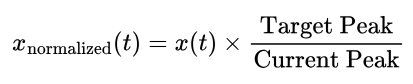 x_normalized(t) = x(t) × Target Peak / Current Peak